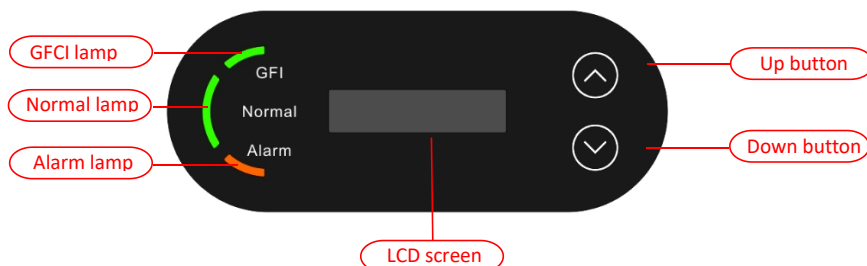 GFCI lamp
GFI
Up button
Normal lamp
Normal
Alarm
Down button
Alarm lamp
LCD screen